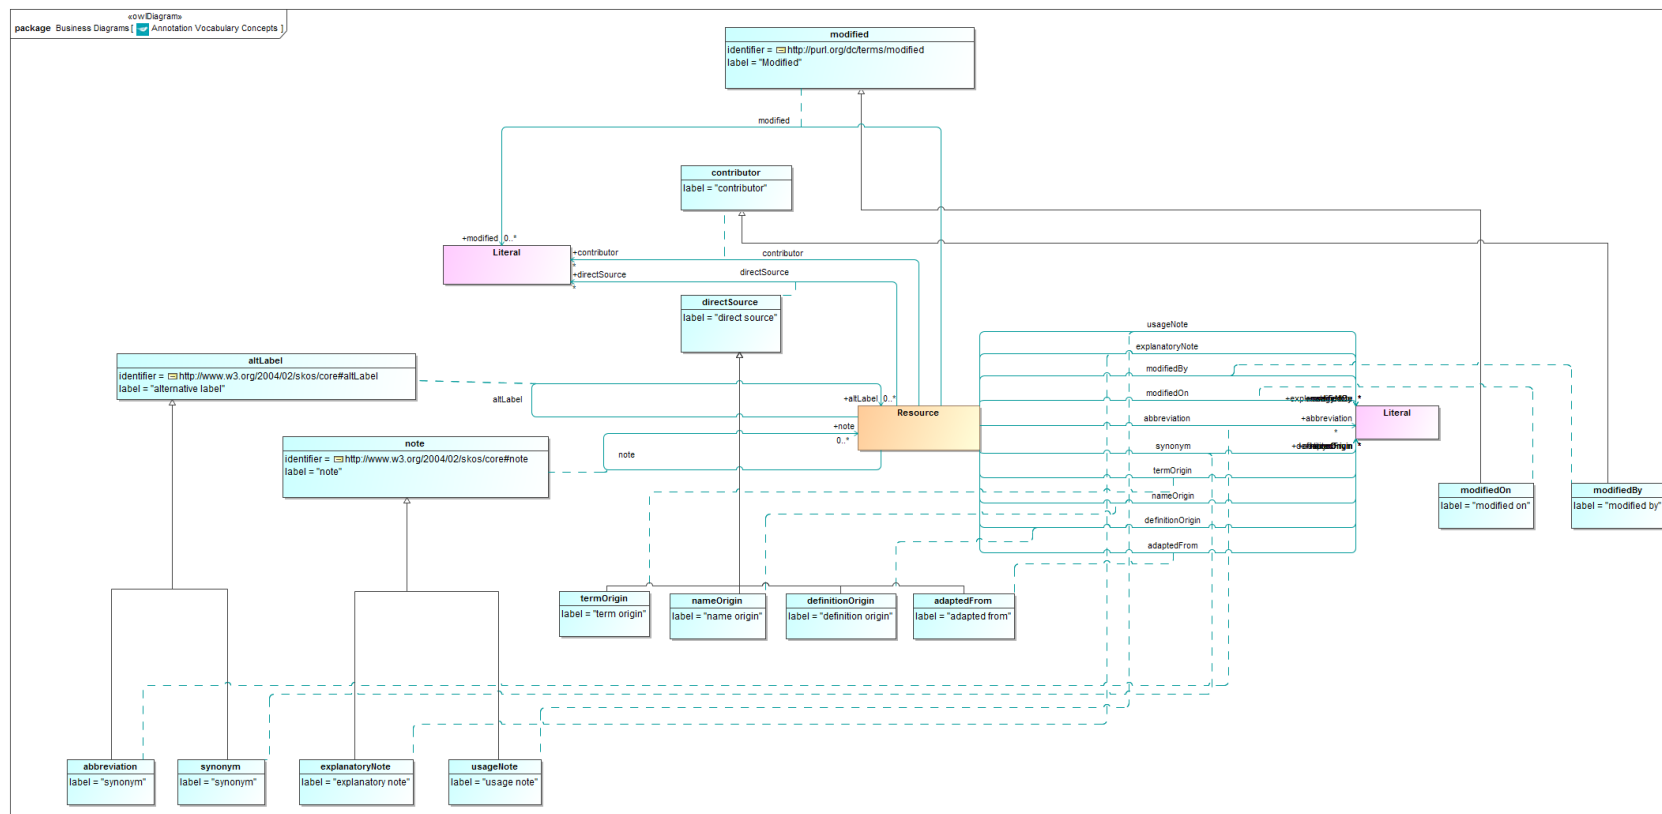 «owlDiagram»
package Business Diagrams [ Annotation Vocabulary Concepts ]
modified
identifier = http://purl.org/dc/terms/modified
label = "Modified"
modified
contributor
label = "contributor"
+modified 0..*
Literal
+contributor
*
contributor
+directSource
*
directSource
directSource
label = "direct source"
altLabel
identifier = http://www.w3.org/2004/02/skos/core#altLabel
label = "alternative label"
altLabel
+altLabel 0..*
note
identifier = http://www.w3.org/2004/02/skos/core#note
label = "note"
note
+note
0..*
Resource
usageNote
explanatoryNote
modifiedBy
modifiedOn
abbreviation
synonym
termOrigin
nameOrigin
definitionOrigin
adaptedFrom
*
+abbreviation
*
*
Literal
modifiedOn
label = "modified on"
modifiedBy
label = "modified by"
termOrigin
label = "term origin"
nameOrigin
label = "name origin"
definitionOrigin
label = "definition origin"
adaptedFrom
label = "adapted from"
abbreviation
label = "synonym"
synonym
label = "synonym"
explanatoryNote
label = "explanatory note"
usageNote
label = "usage note"